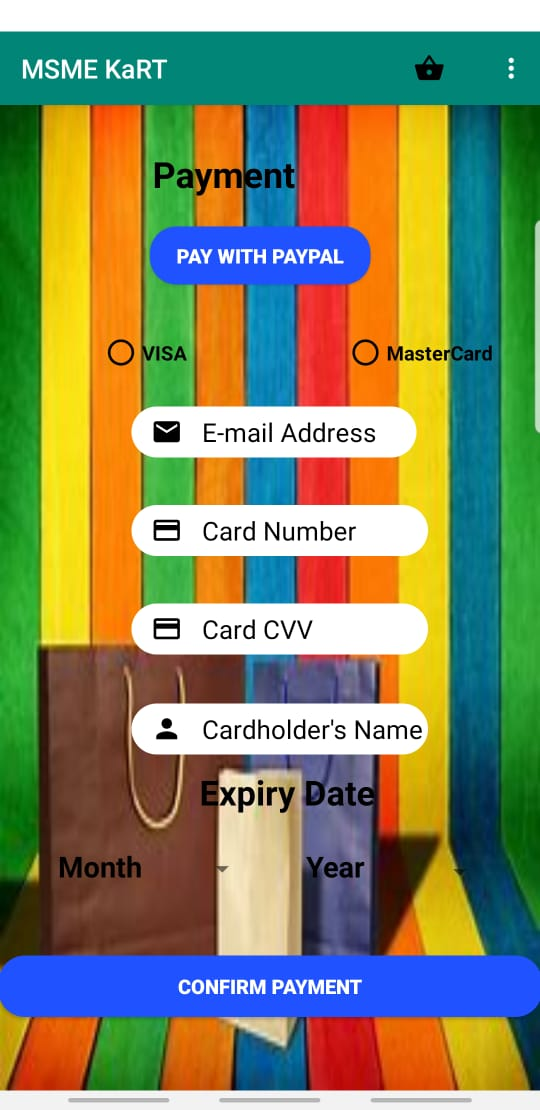 MSME KaRT
Payment
PAY WITH PAYPAL
VISA MasterCard
E-mail Address
Card Number
Card CVV
Cardholder's Name
Expiry Date
Month Year
CONFIRM PAYMENT